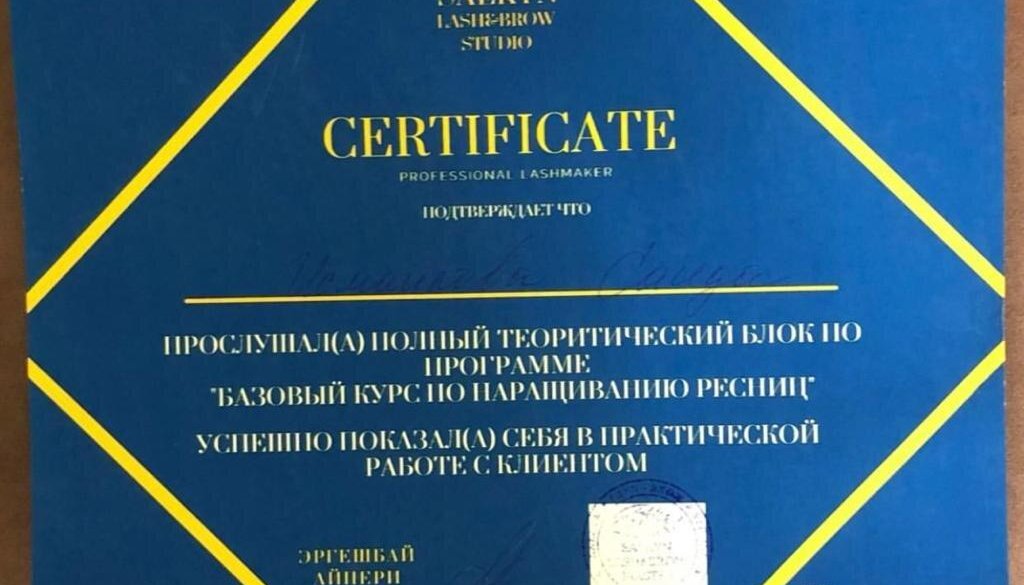 LASH&BROW
STUDIO
CERTIFICATE
PROFESSIONAL LASHMAKER
ПОДТВЕРЖДАЕТ ЧТО
ПРОСЛУШАЛ(А) ПОЛНЫЙ ТЕОРИТИЧЕСКИЙ БЛОК ПО
ПРОГРАММЕ
"БАЗОВЫЙ КУРС ПО НАРАЩИВАНИЮ РЕСНИЦ"
УСПЕШНО ПОКАЗАЛ(А) СЕБЯ В ПРАКТИЧЕСКОЙ
РАБОТЕ С КЛИЕНТОМ
ЭРГЕШБАЙ
АЙПЕРИ